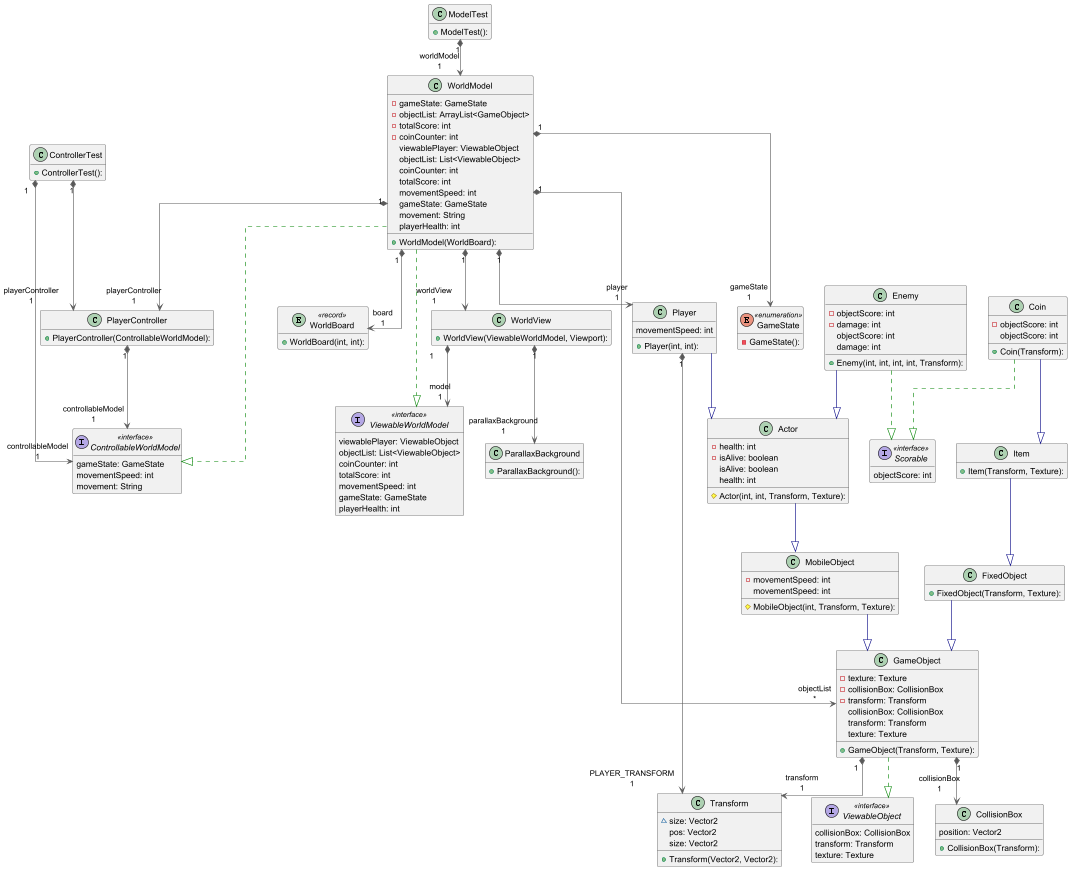 C ModelTest
ModelTest():
1
worldModel
1
C WorldModel
gameState: GameState
objectList: ArrayList<GameObject>
totalScore: int
coinCounter: int
viewablePlayer: ViewableObject
objectList: List<ViewableObject>
coinCounter: int
totalScore: int
movementSpeed: int
gameState: GameState
movement: String
playerHealth: int
WorldModel(WorldBoard):
1
1
1
1
1
1
C ControllerTest
ControllerTest():
1
1
playerController
1
playerController
1
board
1
worldView
1
player
1
gameState
1
C PlayerController
PlayerController(ControllableWorldModel):
1
E «record»
WorldBoard
WorldBoard(int, int):
C WorldView
WorldView(ViewableWorldModel, Viewport):
1
1
C Player
movementSpeed: int
Player(int, int):
1
E «enumeration»
GameState
GameState():
C Enemy
objectScore: int
damage: int
objectScore: int
damage: int
Enemy(int, int, int, int, Transform):
C Coin
objectScore: int
objectScore: int
Coin(Transform):
controllableModel
1
controllableModel
1
model
1
parallaxBackground
1
I «interface»
ControllableWorldModel
gameState: GameState
movementSpeed: int
movement: String
I «interface»
ViewableWorldModel
viewablePlayer: ViewableObject
objectList: List<ViewableObject>
coinCounter: int
totalScore: int
movementSpeed: int
gameState: GameState
playerHealth: int
C ParallaxBackground
ParallaxBackground():
C Actor
health: int
isAlive: boolean
isAlive: boolean
health: int
Actor(int, int, Transform, Texture):
I «interface»
Scorable
objectScore: int
C Item
Item(Transform, Texture):
C MobileObject
movementSpeed: int
movementSpeed: int
MobileObject(int, Transform, Texture):
C FixedObject
FixedObject(Transform, Texture):
objectList
*
C GameObject
texture: Texture
collisionBox: CollisionBox
transform: Transform
collisionBox: CollisionBox
transform: Transform
texture: Texture
GameObject(Transform, Texture):
1
1
PLAYER_TRANSFORM
1
transform
1
collisionBox
1
C Transform
size: Vector2
pos: Vector2
size: Vector2
Transform(Vector2, Vector2):
I «interface»
ViewableObject
collisionBox: CollisionBox
transform: Transform
texture: Texture
C CollisionBox
position: Vector2
CollisionBox(Transform):